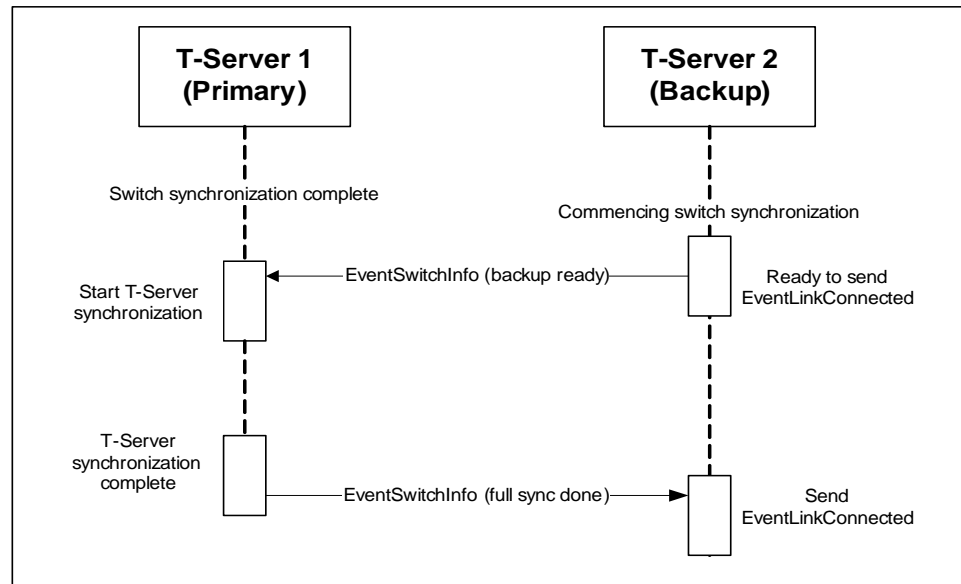 T-Server 1
(Primary)
T-Server 2
(Backup)
Switch synchronization complete
Commencing switch synchronization
EventSwitchInfo (backup ready)
Start T-Server
synchronization
Ready to send
EventLinkConnected
T-Server
synchronization
complete
EventSwitchInfo (full sync done)
Send
EventLinkConnected